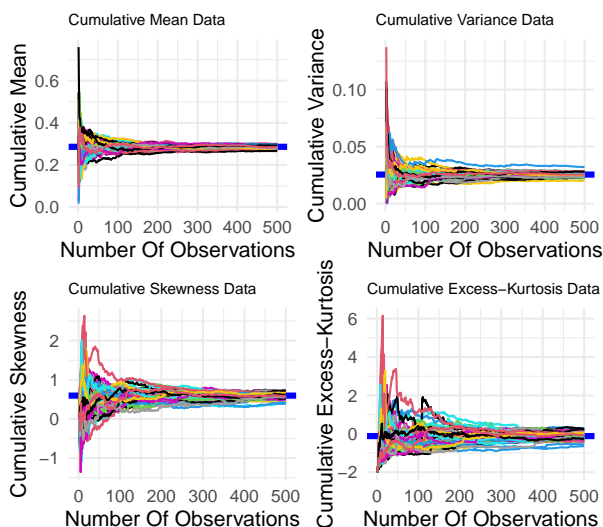 Cumulative Mean Data
Cumulative Mean
0.6
0.4
0.2
0.0
0 100 200 300 400 500
Number Of Observations
Cumulative Variance Data
Cumulative Variance
0.10
0.05
0.00
0 100 200 300 400 500
Number Of Observations
Cumulative Skewness Data
Cumulative Skewness
2
1
0
−1
0 100 200 300 400 500
Number Of Observations
Cumulative Excess−Kurtosis Data
Cumulative Excess−Kurtosis
6
4
2
0
−2
0 100 200 300 400 500
Number Of Observations